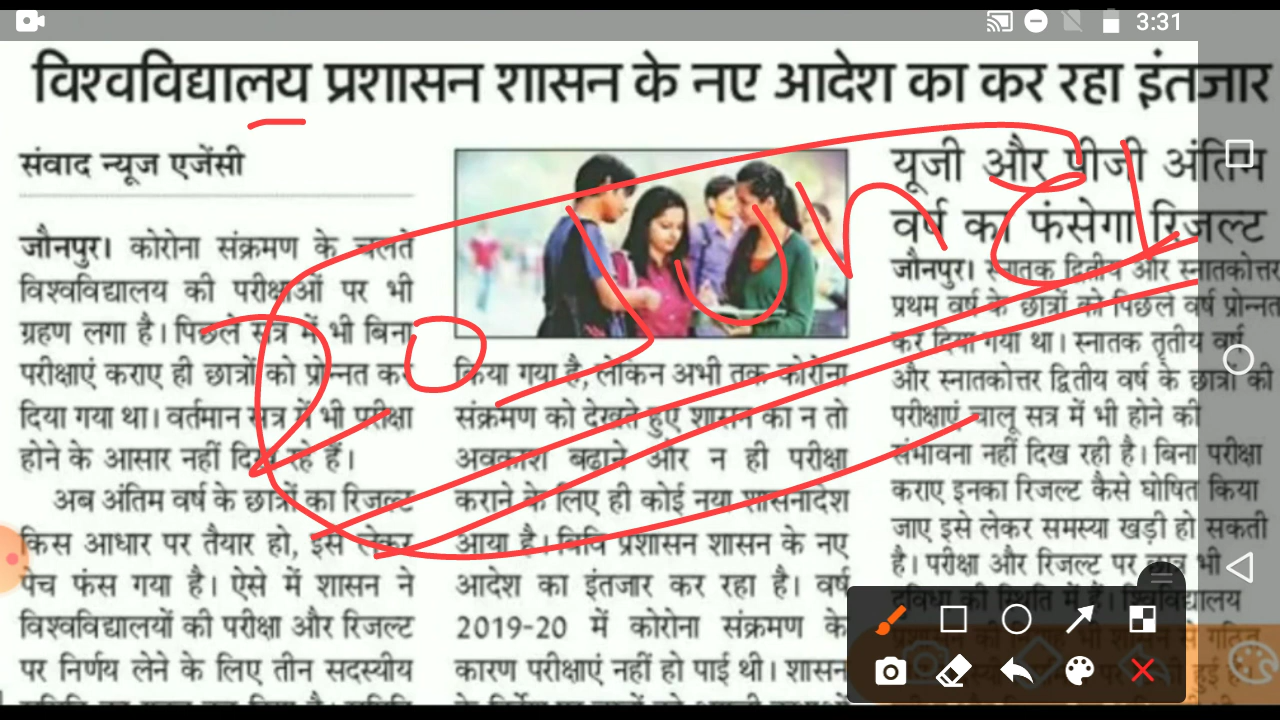 3:31
विश्वविद्यालय प्रशासन शासन के नए आदेश का कर रहा इंतजार
संवाद न्यूज एजेंसी
जौनपुर। कोरोना संक्रमण के चलते
विश्वविद्यालय की परीक्षाओं पर भी
ग्रहण लगा है। पिछले सत्र में भी बिना
परीक्षाएं कराए ही छात्रों को प्रोन्नत कर
दिया गया था। वर्तमान सत्र में भी परीक्षा
होने के आसार नहीं दिख रहे हैं।
अब अंतिम वर्ष के छात्रों का रिजल्ट
किस आधार पर तैयार हो, इसे लेकर
पेच फंस गया है। ऐसे में शासन ने
विश्वविद्यालयों की परीक्षा और रिजल्ट
पर निर्णय लेने के लिए तीन सदस्यीय
किया गया है, लेकिन अभी तक कोरोना
संक्रमण को देखते हुए शासन का न तो
अवकाश बढ़ाने और न ही परीक्षा
कराने के लिए ही कोई नया शासनादेश
आया है। विवि प्रशासन शासन के नए
आदेश का इंतजार कर रहा है। वर्ष
2019-20 में कोरोना संक्रमण के
कारण परीक्षाएं नहीं हो पाई थी। शासन
यूजी और पीजी अंतिम
वर्ष का फंसेगा रिजल्ट
जौनपुर। स्नातक द्वितीय और स्नातकोत्तर
प्रथम वर्ष के छात्रों को पिछले वर्ष प्रोन्नत
कर दिया गया था। स्नातक तृतीय वर्ष
और स्नातकोत्तर द्वितीय वर्ष के छात्रों की
परीक्षाएं चालू सत्र में भी होने की
संभावना नहीं दिख रही है। बिना परीक्षा
कराए इनका रिजल्ट कैसे घोषित किया
जाए इसे लेकर समस्या खड़ी हो सकती
है। परीक्षा और रिजल्ट पर छात्र भी